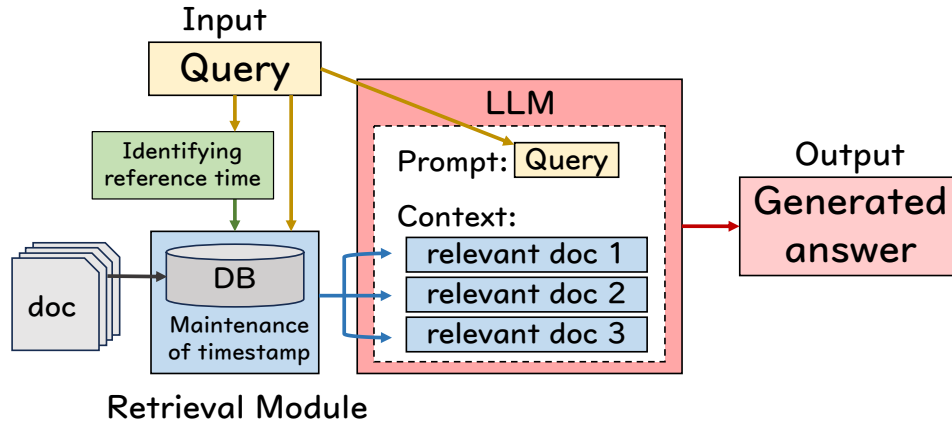 Input
Query
Identifying
reference time
doc
DB
Maintenance
of timestamp
Retrieval Module
LLM
Prompt: Query
Context:
relevant doc 1
relevant doc 2
relevant doc 3
Output
Generated
answer